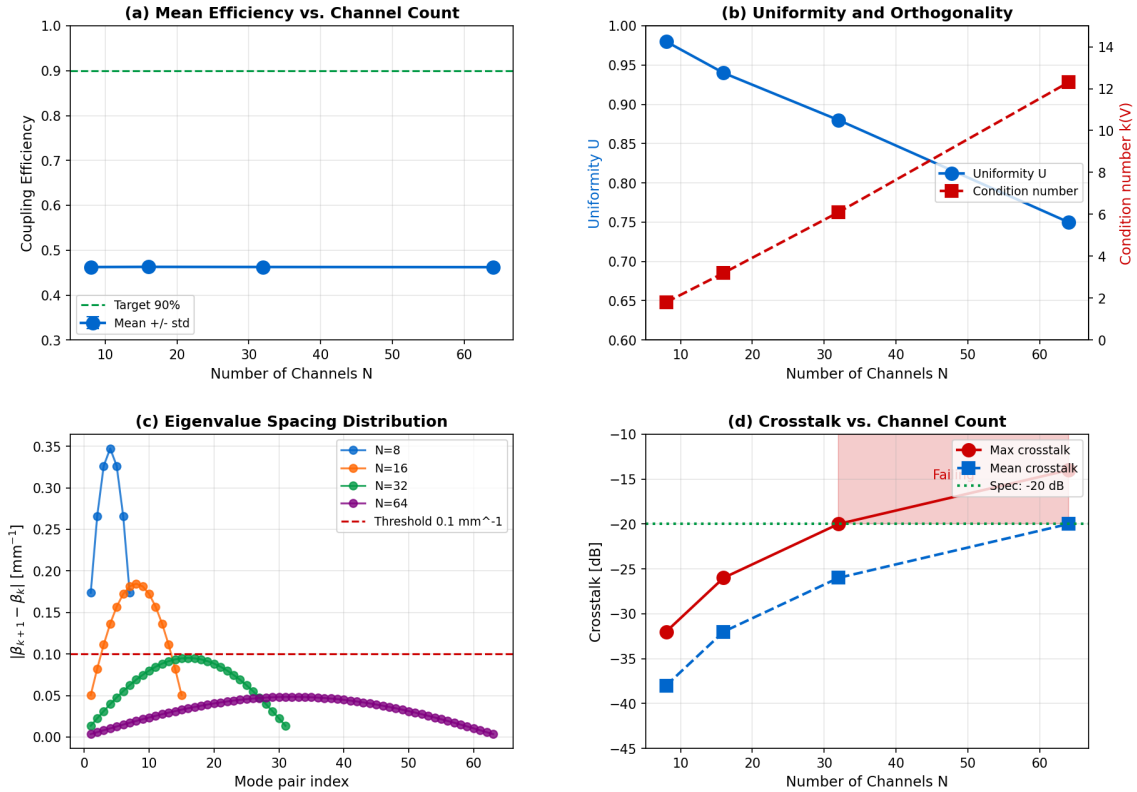 (a) Mean Efficiency vs. Channel Count
1.0
0.9
0.8
0.7
0.6
0.5
0.4
0.3
Coupling Efficiency
Target 90%
Mean +/- std
10
20
30
40
50
60
Number of Channels N
(b) Uniformity and Orthogonality
1.00
0.95
0.90
0.85
0.80
0.75
0.70
0.65
0.60
Uniformity U
14
12
10
8
6
4
2
0
Condition number k(V)
Uniformity U
Condition number
10
20
30
40
50
60
Number of Channels N
(c) Eigenvalue Spacing Distribution
0.35
0.30
0.25
0.20
0.15
0.10
0.05
0.00
|βₖ₊₁ − βₖ| [mm⁻¹]
N=8
N=16
N=32
N=64
Threshold 0.1 mm^-1
0
10
20
30
40
50
60
Mode pair index
(d) Crosstalk vs. Channel Count
−10
−15
−20
−25
−30
−35
−40
−45
Crosstalk [dB]
Max crosstalk
Mean crosstalk
Spec: -20 dB
10
20
30
40
50
60
Number of Channels N